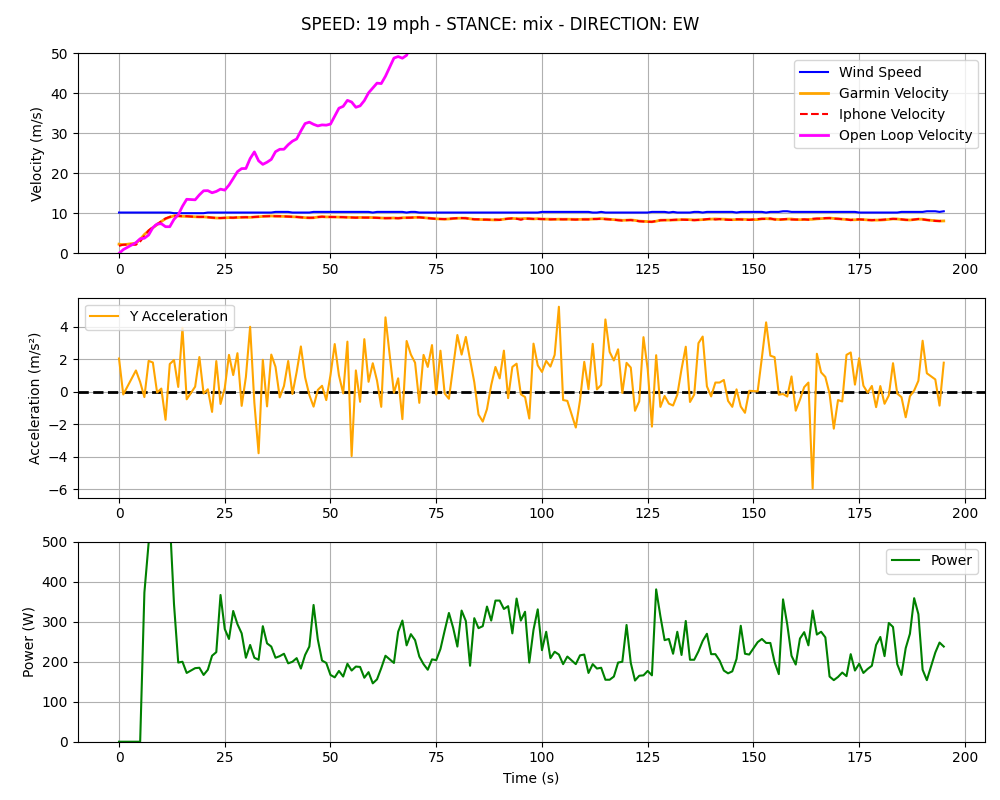 SPEED: 19 mph - STANCE: mix - DIRECTION: EW
50
40
30
20
10
0
Velocity (m/s)
Wind Speed
Garmin Velocity
Iphone Velocity
Open Loop Velocity
0 25 50 75 100 125 150 175 200
4
2
0
−2
−4
−6
Acceleration (m/s²)
Y Acceleration
0 25 50 75 100 125 150 175 200
500
400
300
200
100
0
Power (W)
Power
0 25 50 75 100 125 150 175 200
Time (s)